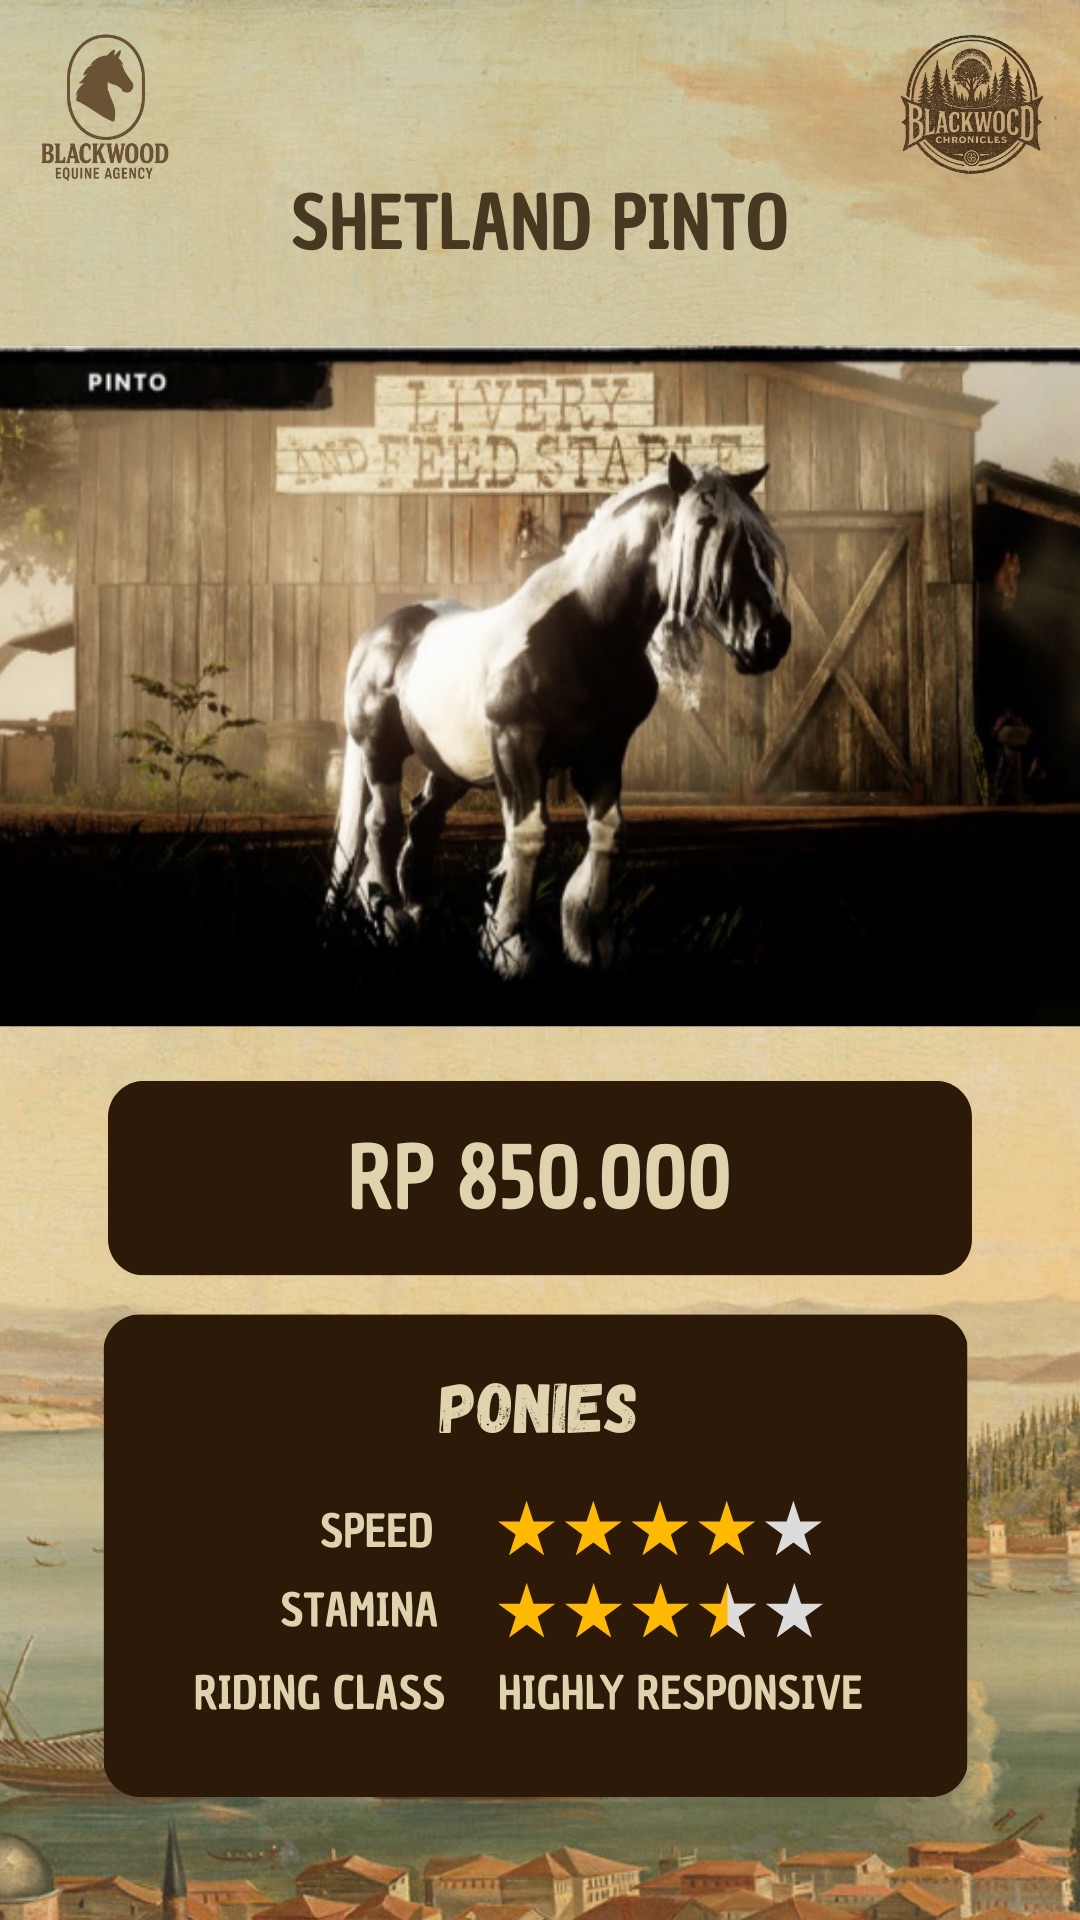 BLACKWOOD
EQUINE AGENCY
BLACKWOOD
CHRONICLES
SHETLAND PINTO
PINTO
LIVERY
AND FEED STABLE
RP 850.000
PONIES
SPEED
STAMINA
RIDING CLASS HIGHLY RESPONSIVE